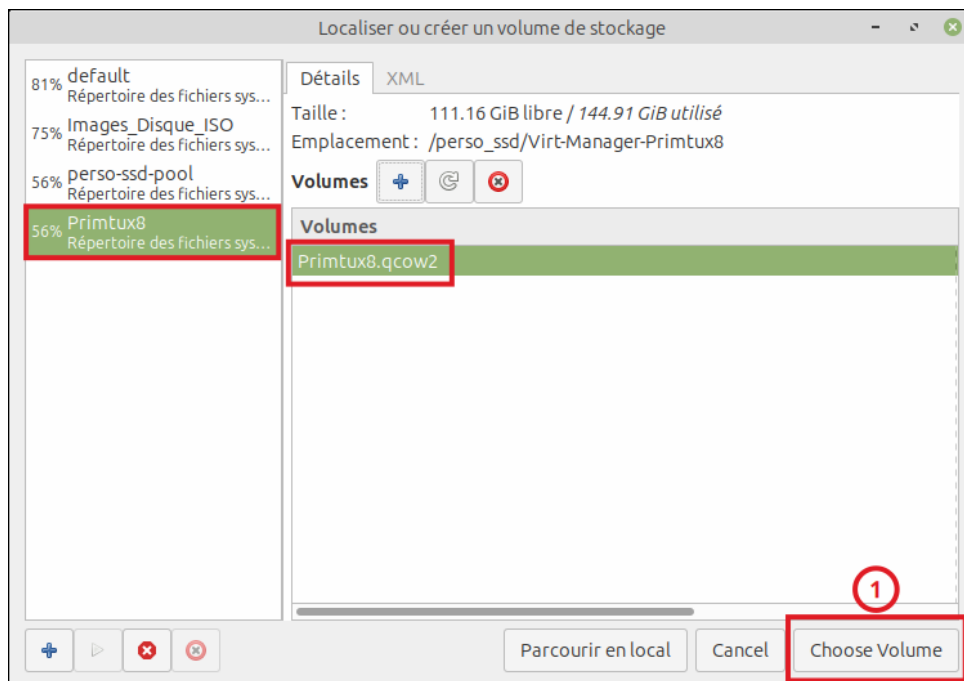 Localiser ou créer un volume de stockage
81% default
Répertoire des fichiers sys...
75% Images_Disque_ISO
Répertoire des fichiers sys...
56% perso-ssd-pool
Répertoire des fichiers sys...
56% Primtux8
Répertoire des fichiers sys...
Détails XML
Taille : 111.16 GiB libre / 144.91 GiB utilisé
Emplacement : /perso_ssd/Virt-Manager-Primtux8
Volumes
Volumes
Primtux8.qcow2
1
Parcourir en local Cancel Choose Volume